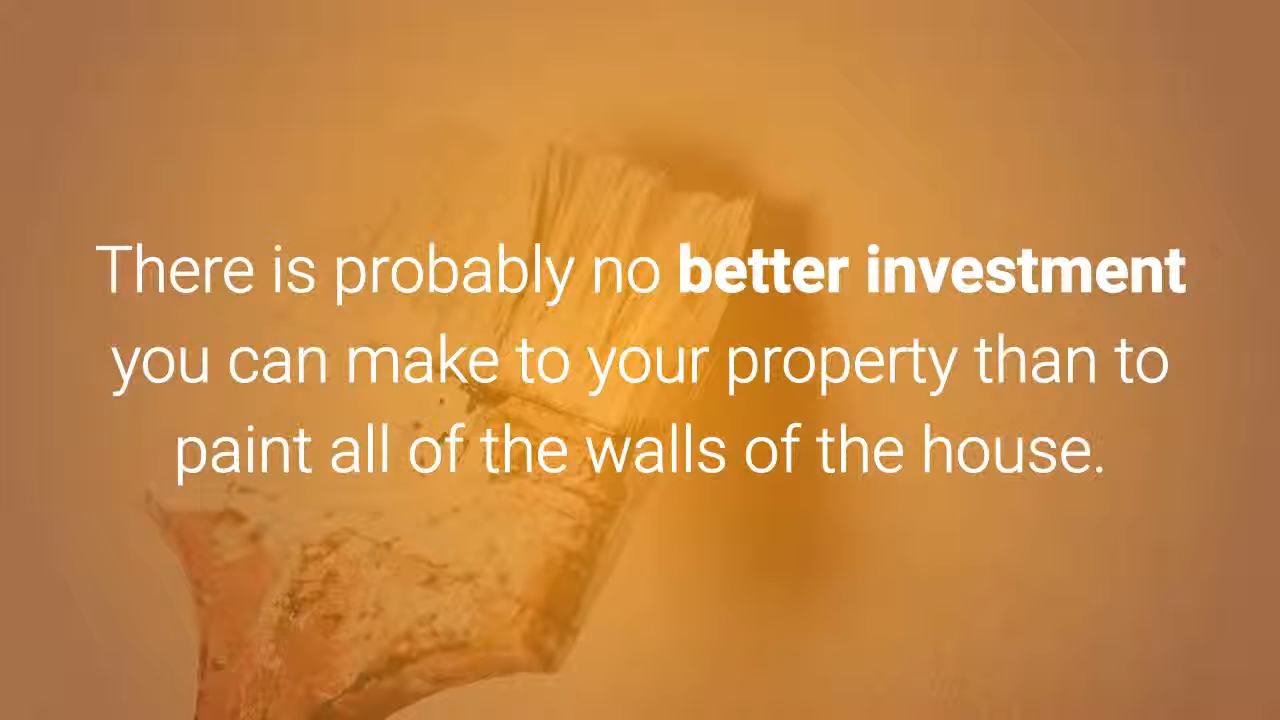 There is probably no better investment
you can make to your property than to
paint all of the walls of the house.